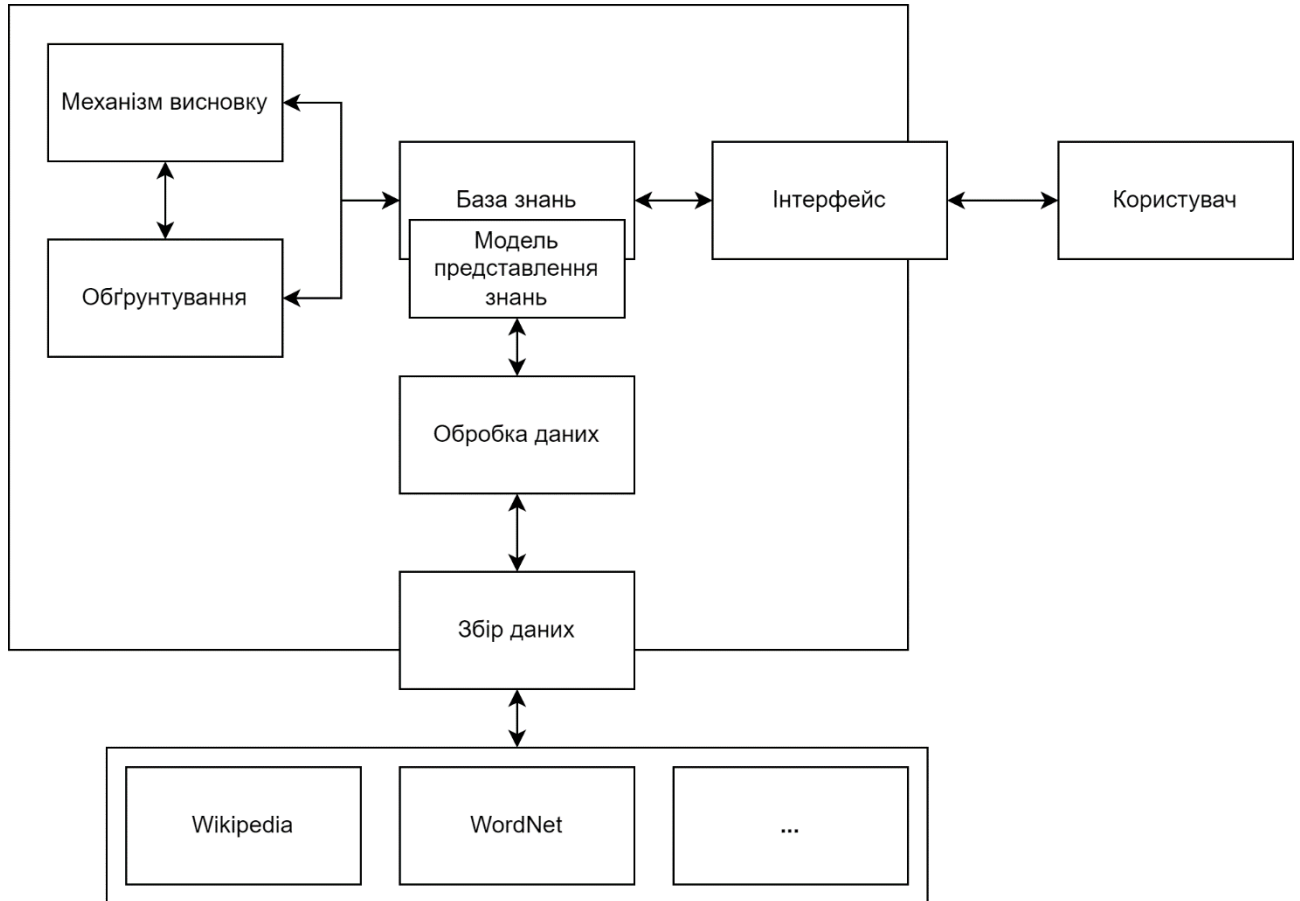 Механізм висновку
База знань
Інтерфейс
Користувач
Модель
представлення
знань
Обґрунтування
Обробка даних
Збір даних
Wikipedia
WordNet
...